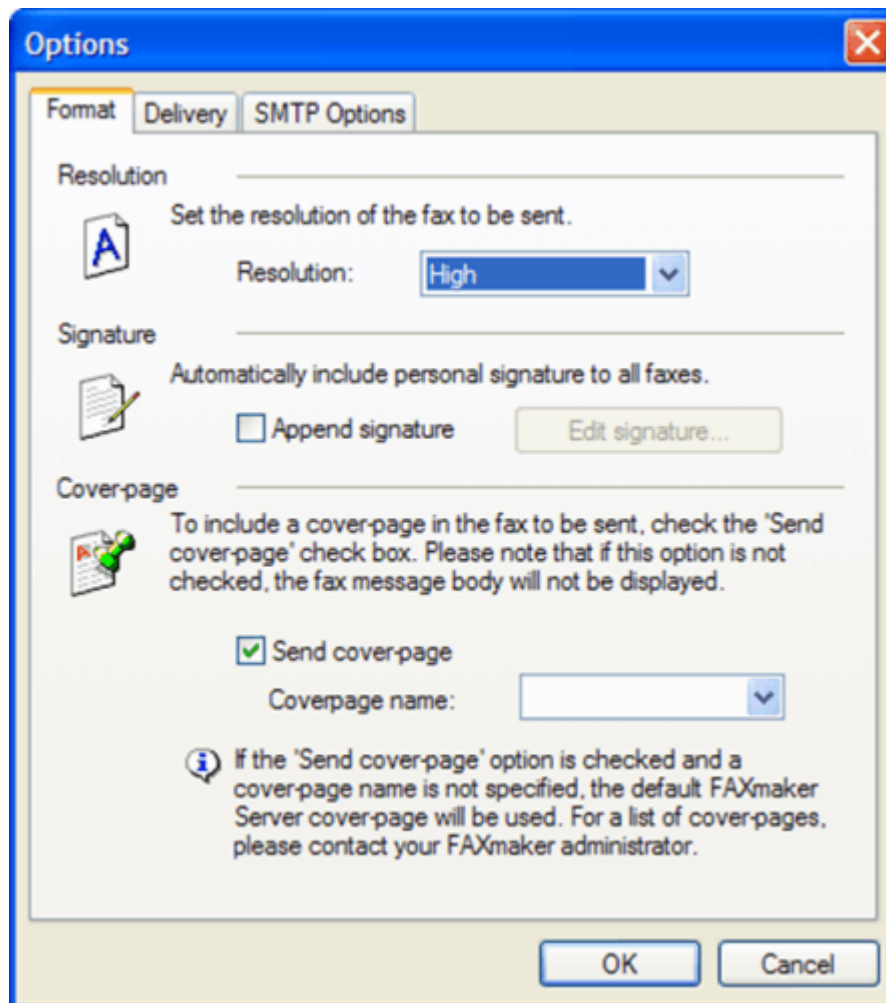 Options
Format Delivery SMTP Options
Resolution
Set the resolution of the fax to be sent.
Resolution: High
Signature
Automatically include personal signature to all faxes.
Append signature Edit signature...
Cover-page
To include a cover-page in the fax to be sent, check the 'Send
cover-page' check box. Please note that if this option is not
checked, the fax message body will not be displayed.
Send cover-page
Coverpage name:
If the 'Send cover-page' option is checked and a
cover-page name is not specified, the default FAXmaker
Server cover-page will be used. For a list of cover-pages,
please contact your FAXmaker administrator.
OK Cancel